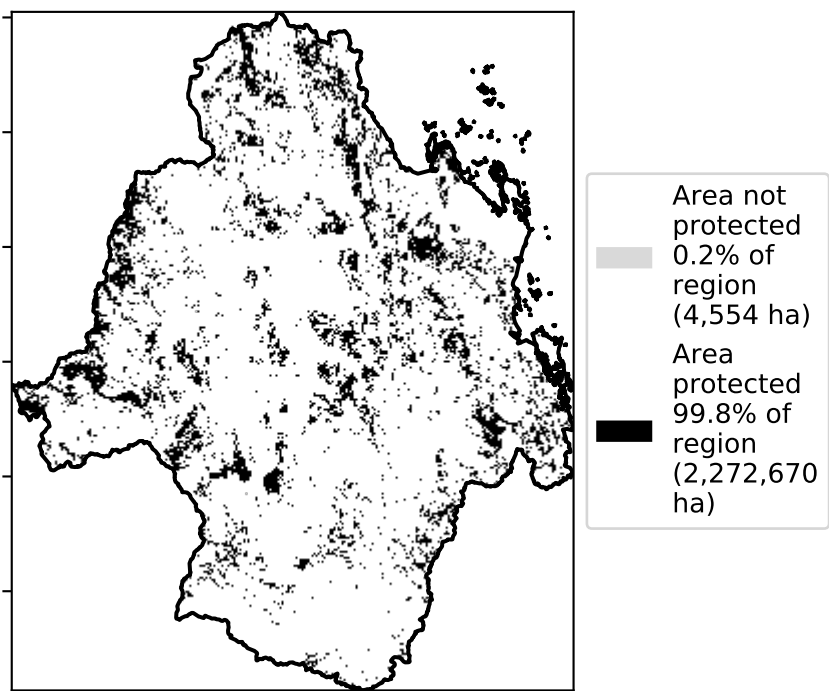 Area not
protected
0.2% of
region
(4,554 ha)
Area
protected
99.8% of
region
(2,272,670
ha)